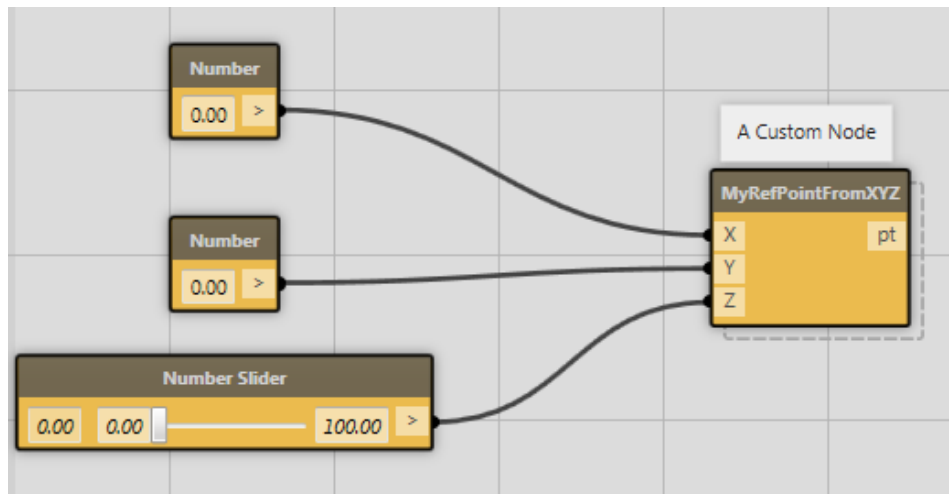 Number
0.00 >
A Custom Node
MyRefPointFromXYZ
X pt
Y
Z
Number
0.00 >
Number Slider
0.00 0.00 100.00 >